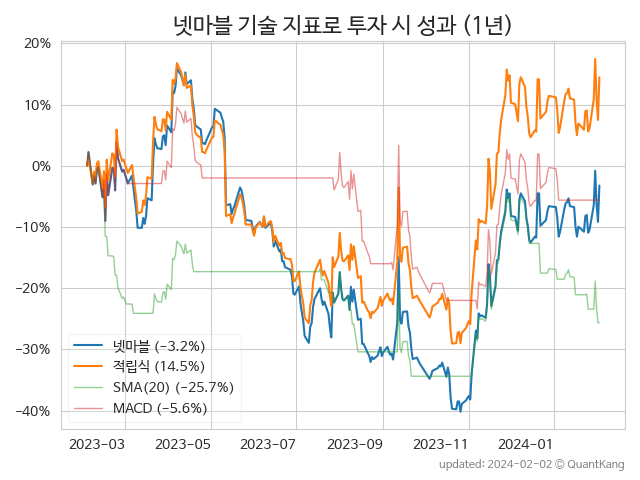 넷마블 기술 지표로 투자 시 성과 (1년)
20%
10%
0%
−10%
−20%
−30%
−40%
넷마블 (−3.2%)
적립식 (14.5%)
SMA(20) (−25.7%)
MACD (−5.6%)
2023-03 2023-05 2023-07 2023-09 2023-11 2024-01
updated: 2024-02-02 © QuantKang